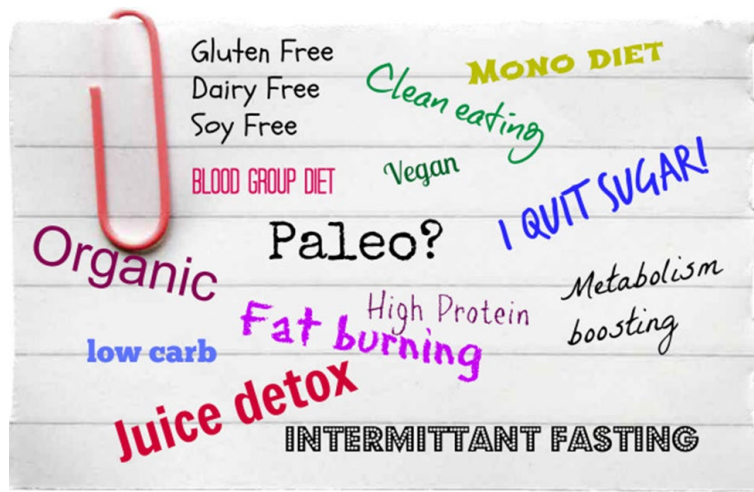 Gluten Free
Dairy Free
Soy Free
MONO DIET
Clean eating
BLOOD GROUP DIET
Vegan
I QUIT SUGAR!
Organic
Paleo?
Metabolism
boosting
High Protein
Fat burning
low carb
Juice detox
INTERMITTANT FASTING